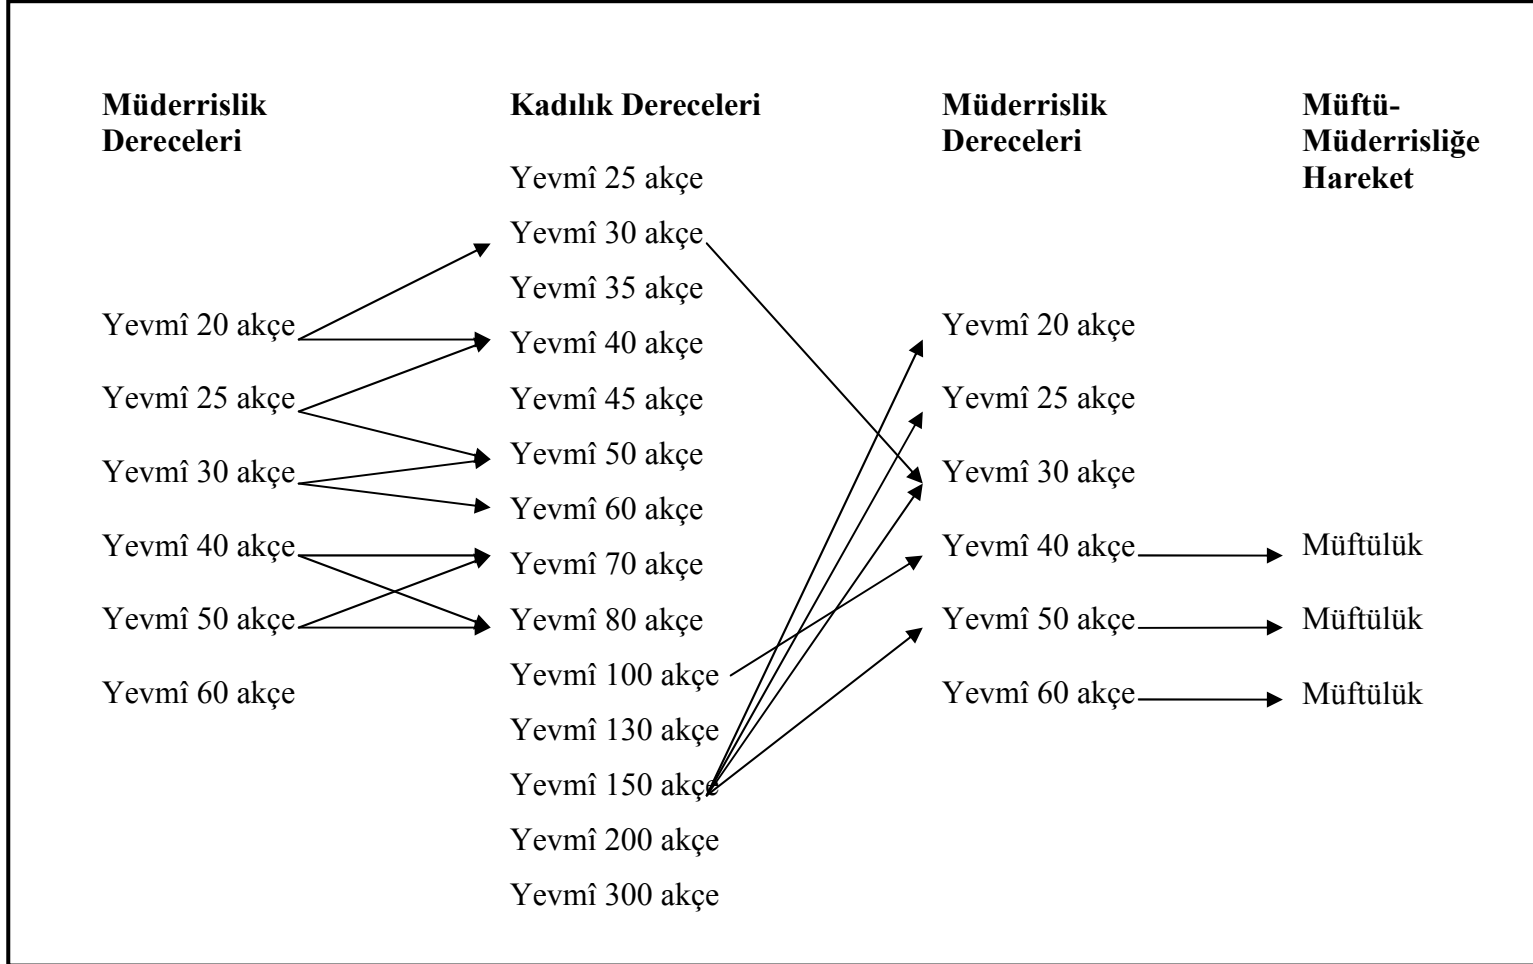 Müderrislik
Dereceleri
Yevmî 20 akçe
Yevmî 25 akçe
Yevmî 30 akçe
Yevmî 40 akçe
Yevmî 50 akçe
Yevmî 60 akçe
Kadılık Dereceleri
Yevmî 25 akçe
Yevmî 30 akçe
Yevmî 35 akçe
Yevmî 40 akçe
Yevmî 45 akçe
Yevmî 50 akçe
Yevmî 60 akçe
Yevmî 70 akçe
Yevmî 80 akçe
Yevmî 100 akçe
Yevmî 130 akçe
Yevmî 150 akçe
Yevmî 200 akçe
Yevmî 300 akçe
Müderrislik
Dereceleri
Yevmî 20 akçe
Yevmî 25 akçe
Yevmî 30 akçe
Yevmî 40 akçe
Yevmî 50 akçe
Yevmî 60 akçe
Müftü-
Müderrisliğe
Hareket
Müftülük
Müftülük
Müftülük